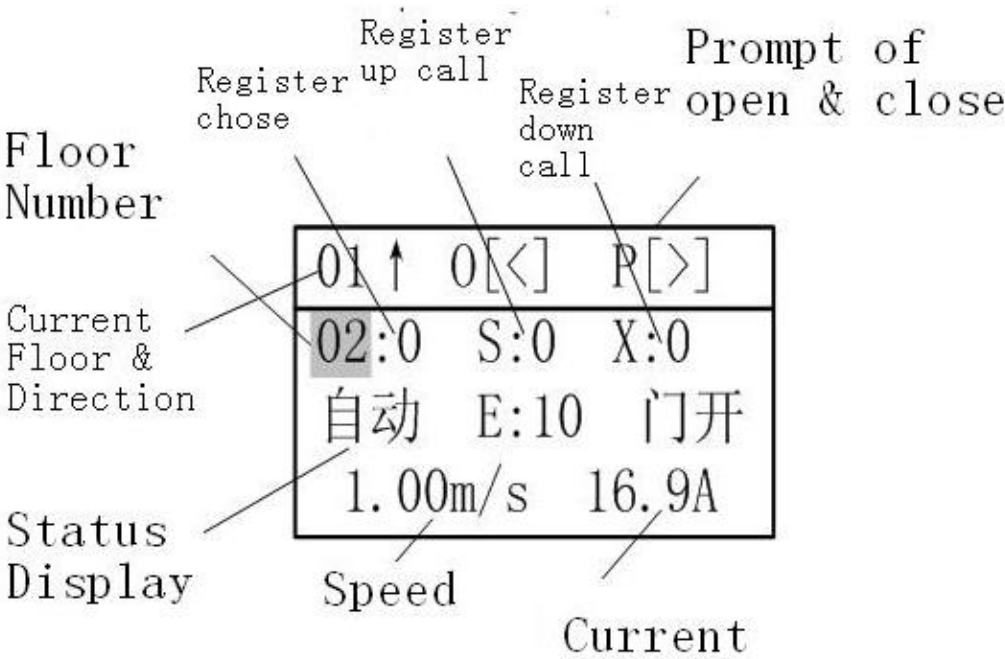 Register
up call
Prompt of
open & close
Register
chose
Register
down
call
Floor
Number
01↑ O[<] P[>]
Current
Floor &
Direction
02:0 S:0 X:0
自动 E:10 门开
1.00m/s 16.9A
Status
Display
Speed
Current